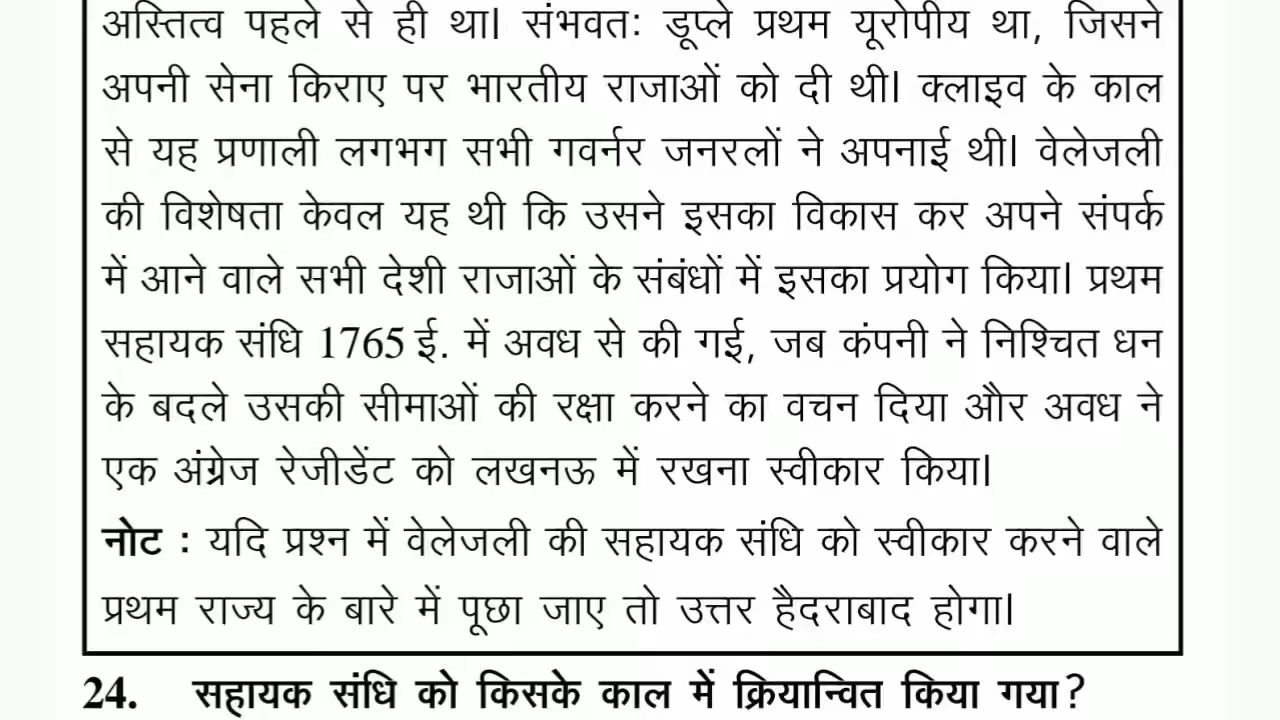 अस्तित्व पहले से ही था। संभवतः डूप्ले प्रथम यूरोपीय था, जिसने
अपनी सेना किराए पर भारतीय राजाओं को दी थी। क्लाइव के काल
से यह प्रणाली लगभग सभी गवर्नर जनरलों ने अपनाई थी। वेलेजली
की विशेषता केवल यह थी कि उसने इसका विकास कर अपने संपर्क
में आने वाले सभी देशी राजाओं के संबंधों में इसका प्रयोग किया। प्रथम
सहायक संधि 1765 ई. में अवध से की गई, जब कंपनी ने निश्चित धन
के बदले उसकी सीमाओं की रक्षा करने का वचन दिया और अवध ने
एक अंग्रेज रेजीडेंट को लखनऊ में रखना स्वीकार किया।
नोट : यदि प्रश्न में वेलेजली की सहायक संधि को स्वीकार करने वाले
प्रथम राज्य के बारे में पूछा जाए तो उत्तर हैदराबाद होगा।
24. सहायक संधि को किसके काल में क्रियान्वित किया गया?